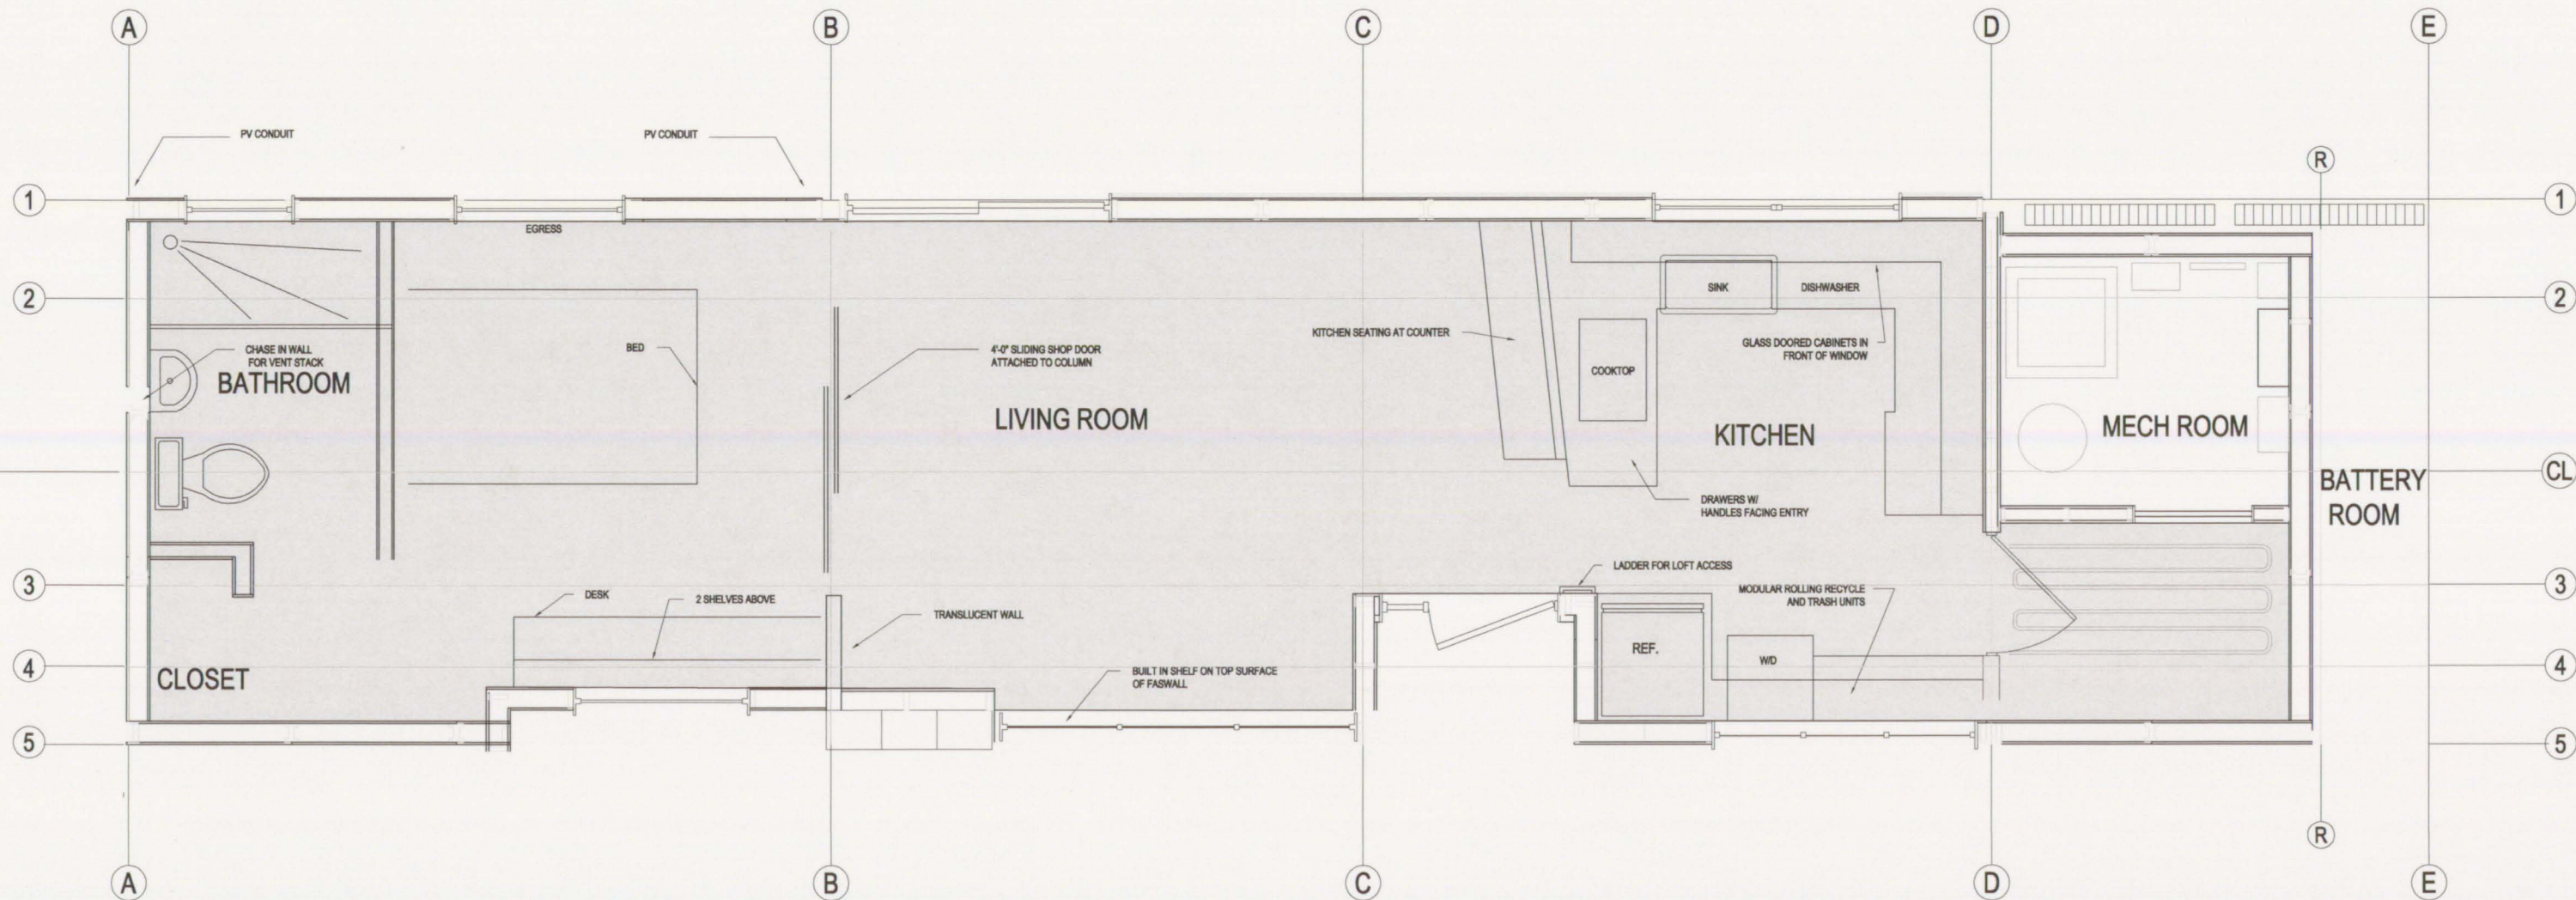 A
B
C
D
E
PV CONDUIT
PV CONDUIT
R
1
1
EGRESS
2
SINK
DISHWASHER
2
CHASE IN WALL
FOR VENT STACK
BATHROOM
BED
4'-0" SLIDING SHOP DOOR
ATTACHED TO COLUMN
KITCHEN SEATING AT COUNTER
GLASS DOORED CABINETS IN
FRONT OF WINDOW
COOKTOP
LIVING ROOM
KITCHEN
MECH ROOM
CL
BATTERY
ROOM
DRAWERS W/
HANDLES FACING ENTRY
LADDER FOR LOFT ACCESS
3
DESK
2 SHELVES ABOVE
MODULAR ROLLING RECYCLE
AND TRASH UNITS
3
TRANSLUCENT WALL
REF.
W/D
4
CLOSET
BUILT IN SHELF ON TOP SURFACE
OF FASWALL
4
5
5
R
A
B
C
D
E